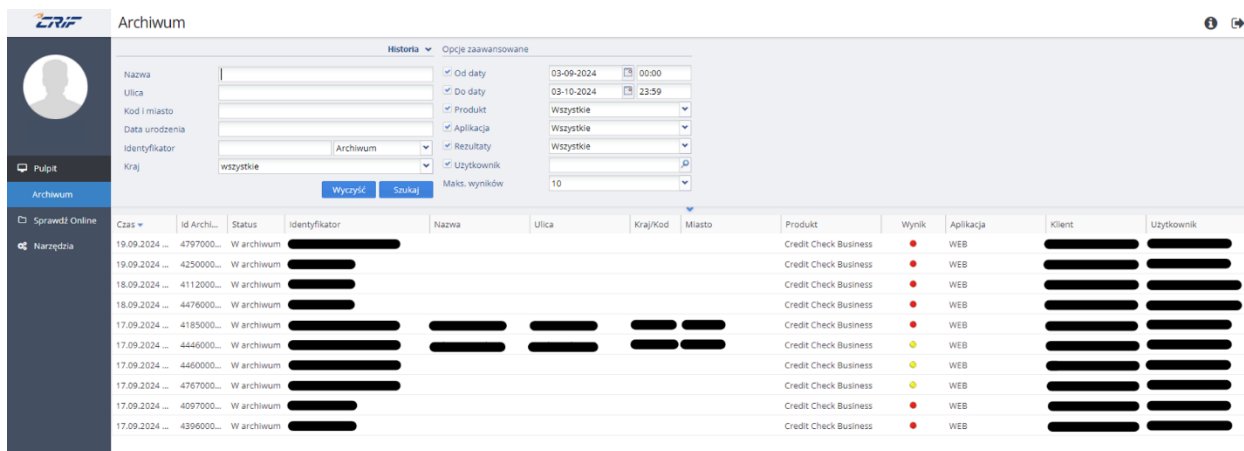 CRIF Archiwum
Historia Opcje zaawansowane
Nazwa Od daty 03-09-2024 00:00
Ulica Do daty 03-10-2024 23:59
Kod i miasto Produkt Wszystkie
Data urodzenia Aplikacja Wszystkie
Identyfikator Archiwum Rezultaty Wszystkie
Kraj wszystkie Użytkownik
Maks. wyników 10
Wyczyść Szukaj
Pulpit
Archiwum
Sprawdź Online
Narzędzia
Czas Id Archi... Status Identyfikator Nazwa Ulica Kraj/Kod Miasto Produkt Wynik Aplikacja Klient Użytkownik
19.09.2024 ... 4797000... W archiwum Credit Check Business WEB
19.09.2024 ... 4250000... W archiwum Credit Check Business WEB
18.09.2024 ... 4112000... W archiwum Credit Check Business WEB
18.09.2024 ... 4476000... W archiwum Credit Check Business WEB
17.09.2024 ... 4185000... W archiwum Credit Check Business WEB
17.09.2024 ... 4446000... W archiwum Credit Check Business WEB
17.09.2024 ... 4460000... W archiwum Credit Check Business WEB
17.09.2024 ... 4767000... W archiwum Credit Check Business WEB
17.09.2024 ... 4097000... W archiwum Credit Check Business WEB
17.09.2024 ... 4396000... W archiwum Credit Check Business WEB